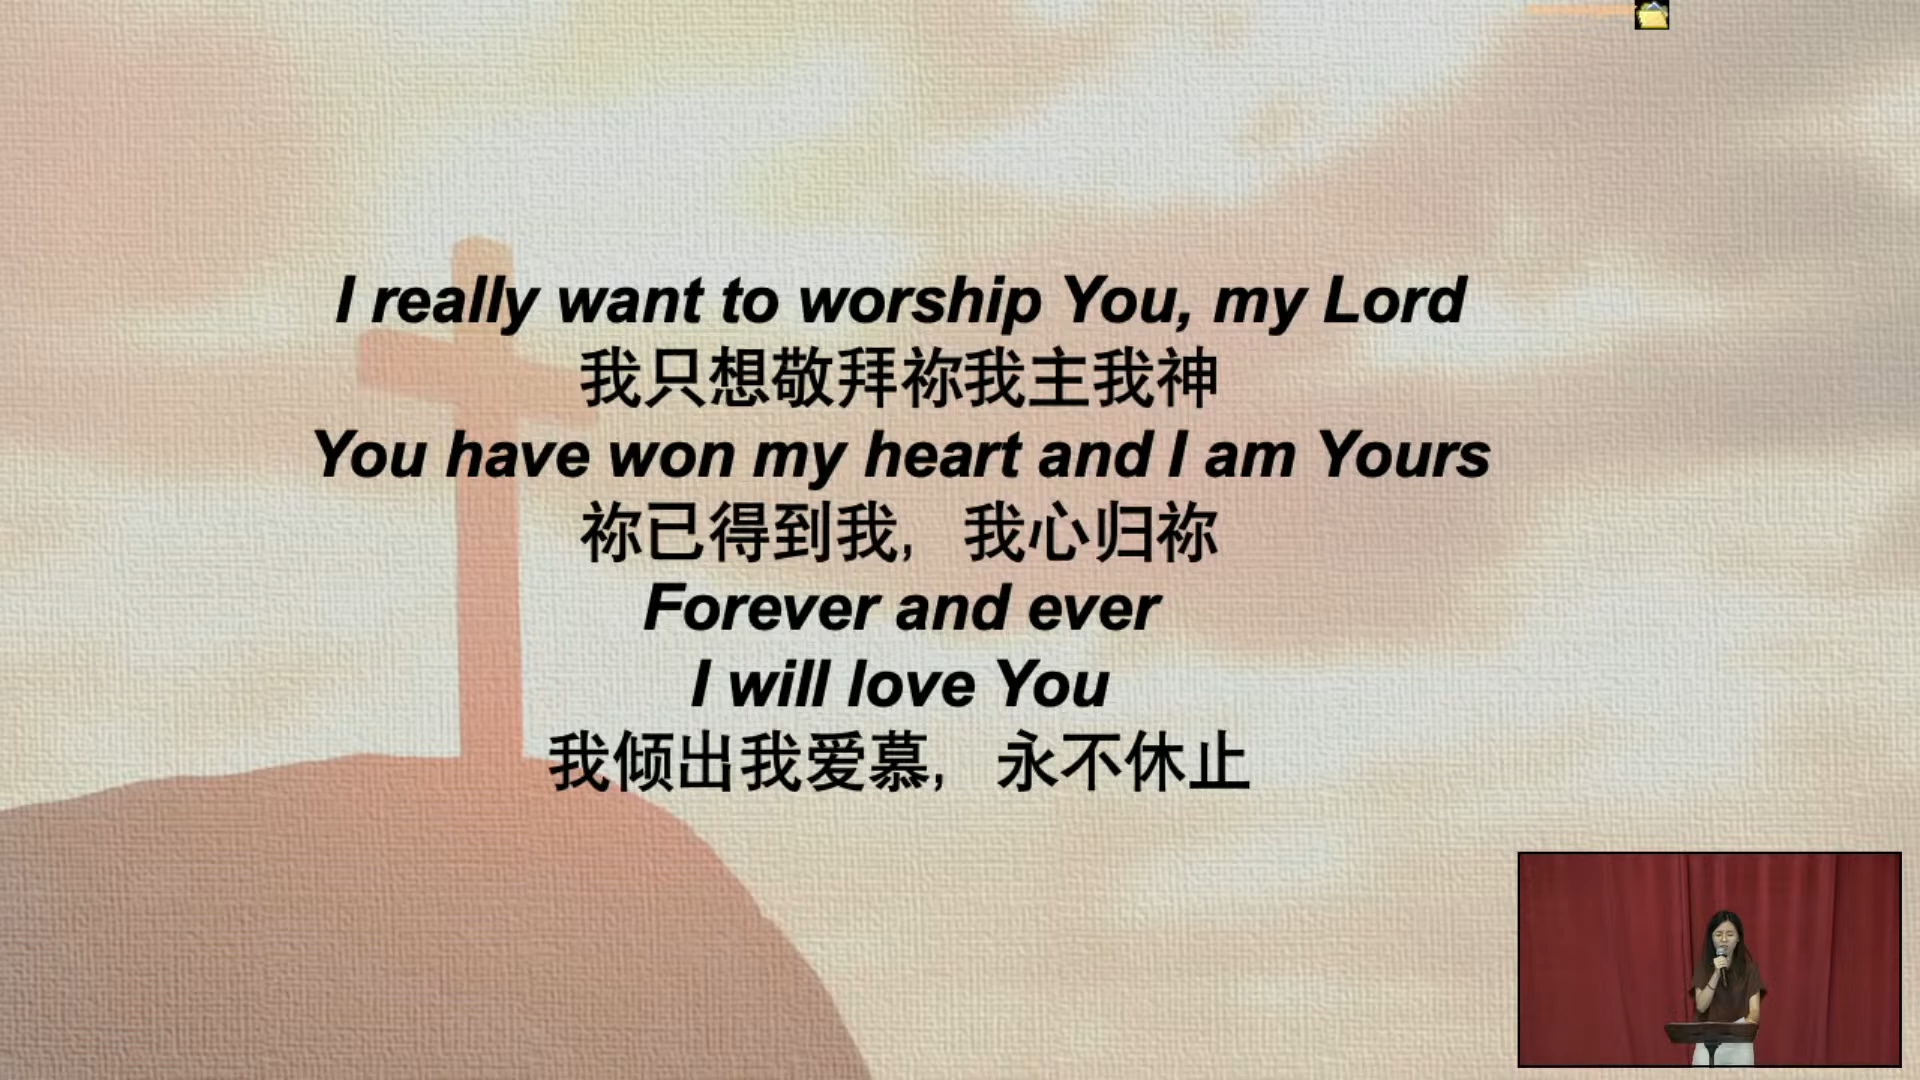 I really want to worship You, my Lord
我只想敬拜祢我主我神
You have won my heart and I am Yours
祢已得到我，我心归祢
Forever and ever
I will love You
我倾出我爱慕，永不休止